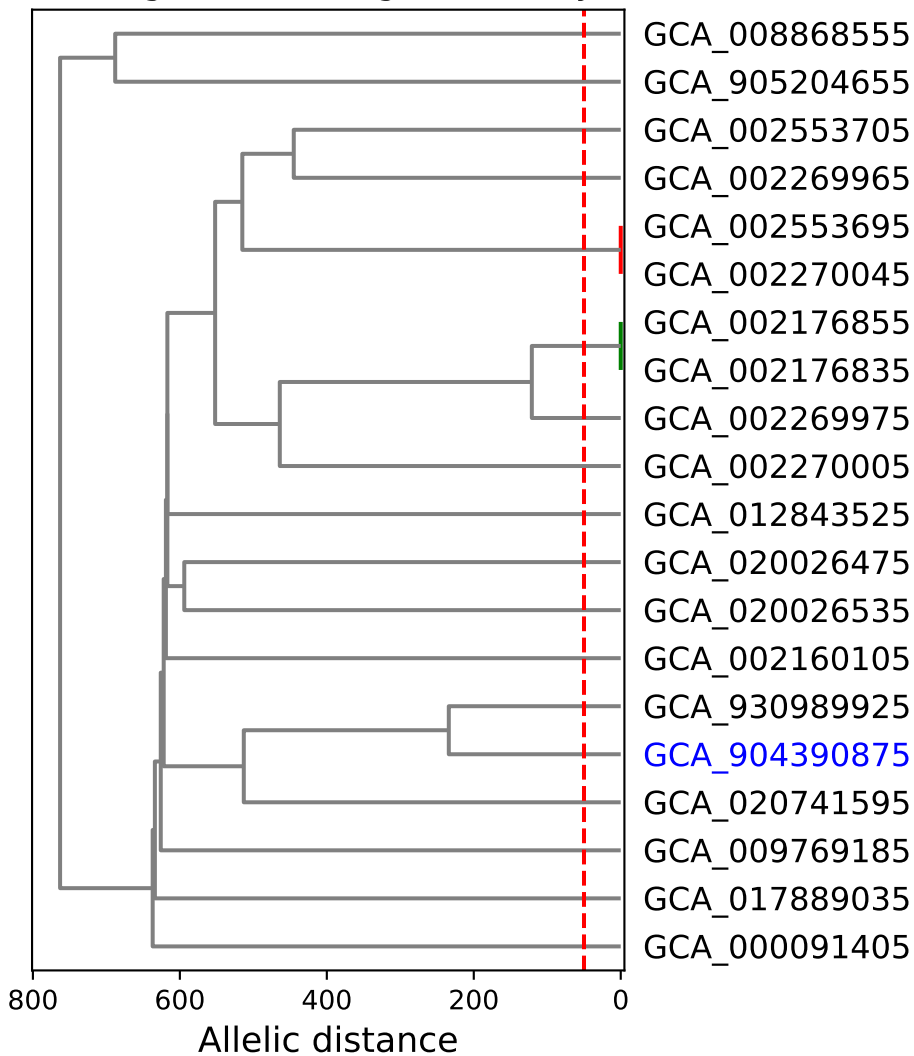 GCA_008868555
GCA_905204655
GCA_002553705
GCA_002269965
GCA_002553695
GCA_002270045
GCA_002176855
GCA_002176835
GCA_002269975
GCA_002270005
GCA_012843525
GCA_020026475
GCA_020026535
GCA_002160105
GCA_930989925
GCA_904390875
GCA_020741595
GCA_009769185
GCA_017889035
GCA_000091405
800 600 400 200 0
Allelic distance